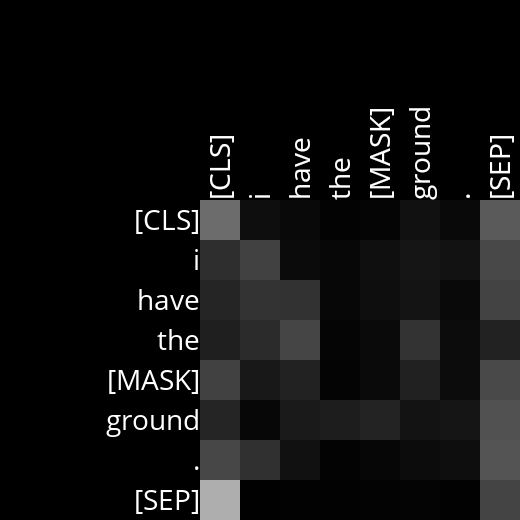 [CLS] i have the [MASK] ground . [SEP]
[CLS]
i
have
the
[MASK]
ground
.
[SEP]